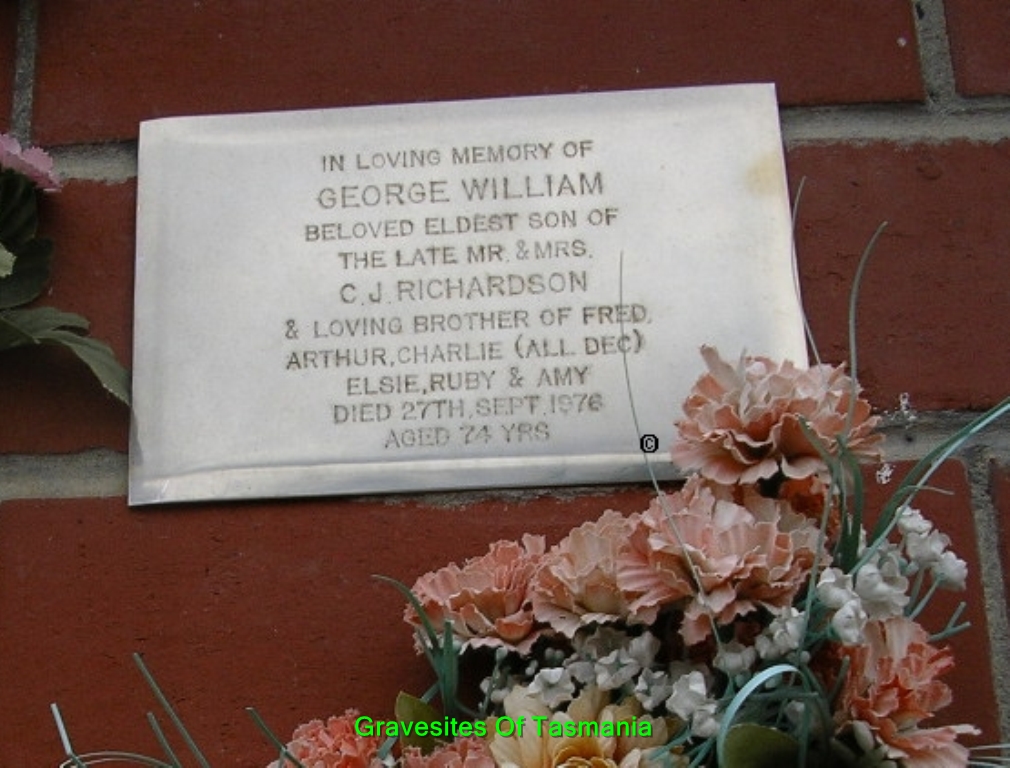 IN LOVING MEMORY OF
GEORGE WILLIAM
BELOVED ELDEST SON OF
THE LATE MR. & MRS.
C.J. RICHARDSON
& LOVING BROTHER OF FRED,
ARTHUR, CHARLIE (ALL DEC)
ELSIE, RUBY & AMY
DIED 27TH. SEPT. 1976
AGED 74 YRS
©
Gravesites Of Tasmania